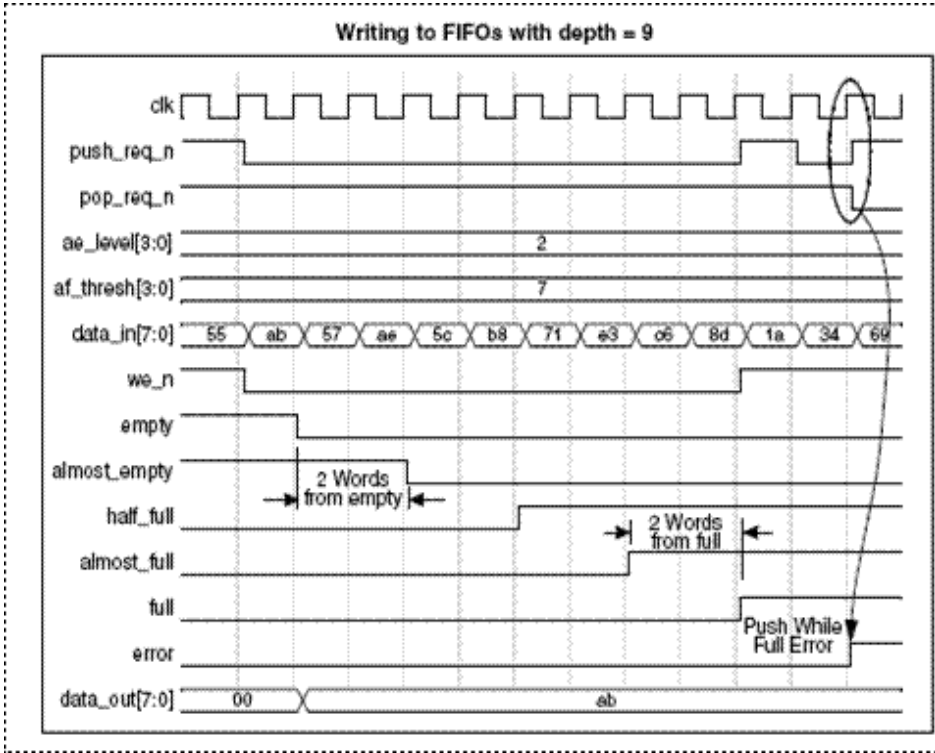 Writing to FIFOs with depth = 9
clk
push_req_n
pop_req_n
ae_level[3:0] 2
af_thresh[3:0] 7
data_in[7:0] 55 ab 57 ae 5c b8 71 e3 c6 8d 1a 34 69
we_n
empty
almost_empty
2 Words
from empty
half_full
2 Words
from full
almost_full
full
Push While
Full Error
error
data_out[7:0] 00 ab